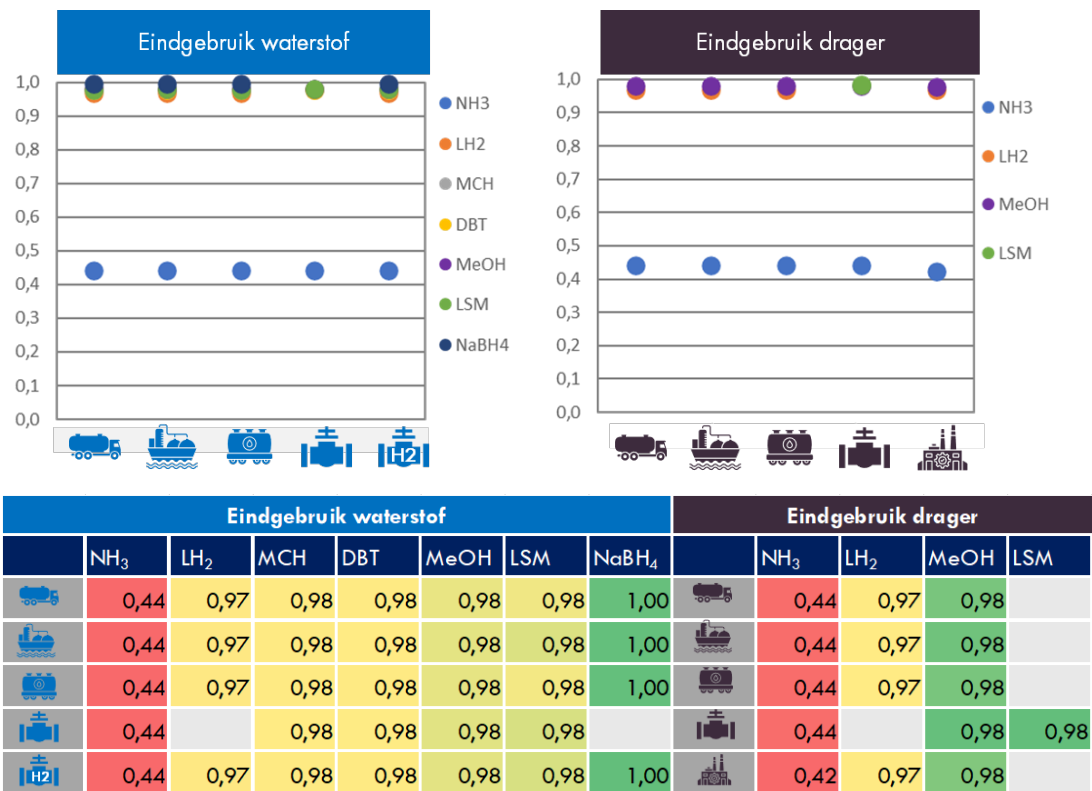 Eindgebruik waterstof
1,0
0,9
0,8
0,7
0,6
0,5
0,4
0,3
0,2
0,1
0,0
NH3
LH2
MCH
DBT
MeOH
LSM
NaBH4
H2
Eindgebruik drager
1,0
0,9
0,8
0,7
0,6
0,5
0,4
0,3
0,2
0,1
0,0
NH3
LH2
MeOH
LSM
Eindgebruik waterstof Eindgebruik drager
NH₃ LH₂ MCH DBT MeOH LSM NaBH₄ NH₃ LH₂ MeOH LSM
0,44 0,97 0,98 0,98 0,98 0,98 1,00 0,44 0,97 0,98
0,44 0,97 0,98 0,98 0,98 0,98 1,00 0,44 0,97 0,98
0,44 0,97 0,98 0,98 0,98 0,98 1,00 0,44 0,97 0,98
0,44 0,98 0,98 0,98 0,98 0,44 0,98 0,98
H2 0,44 0,97 0,98 0,98 0,98 0,98 1,00 0,42 0,97 0,98